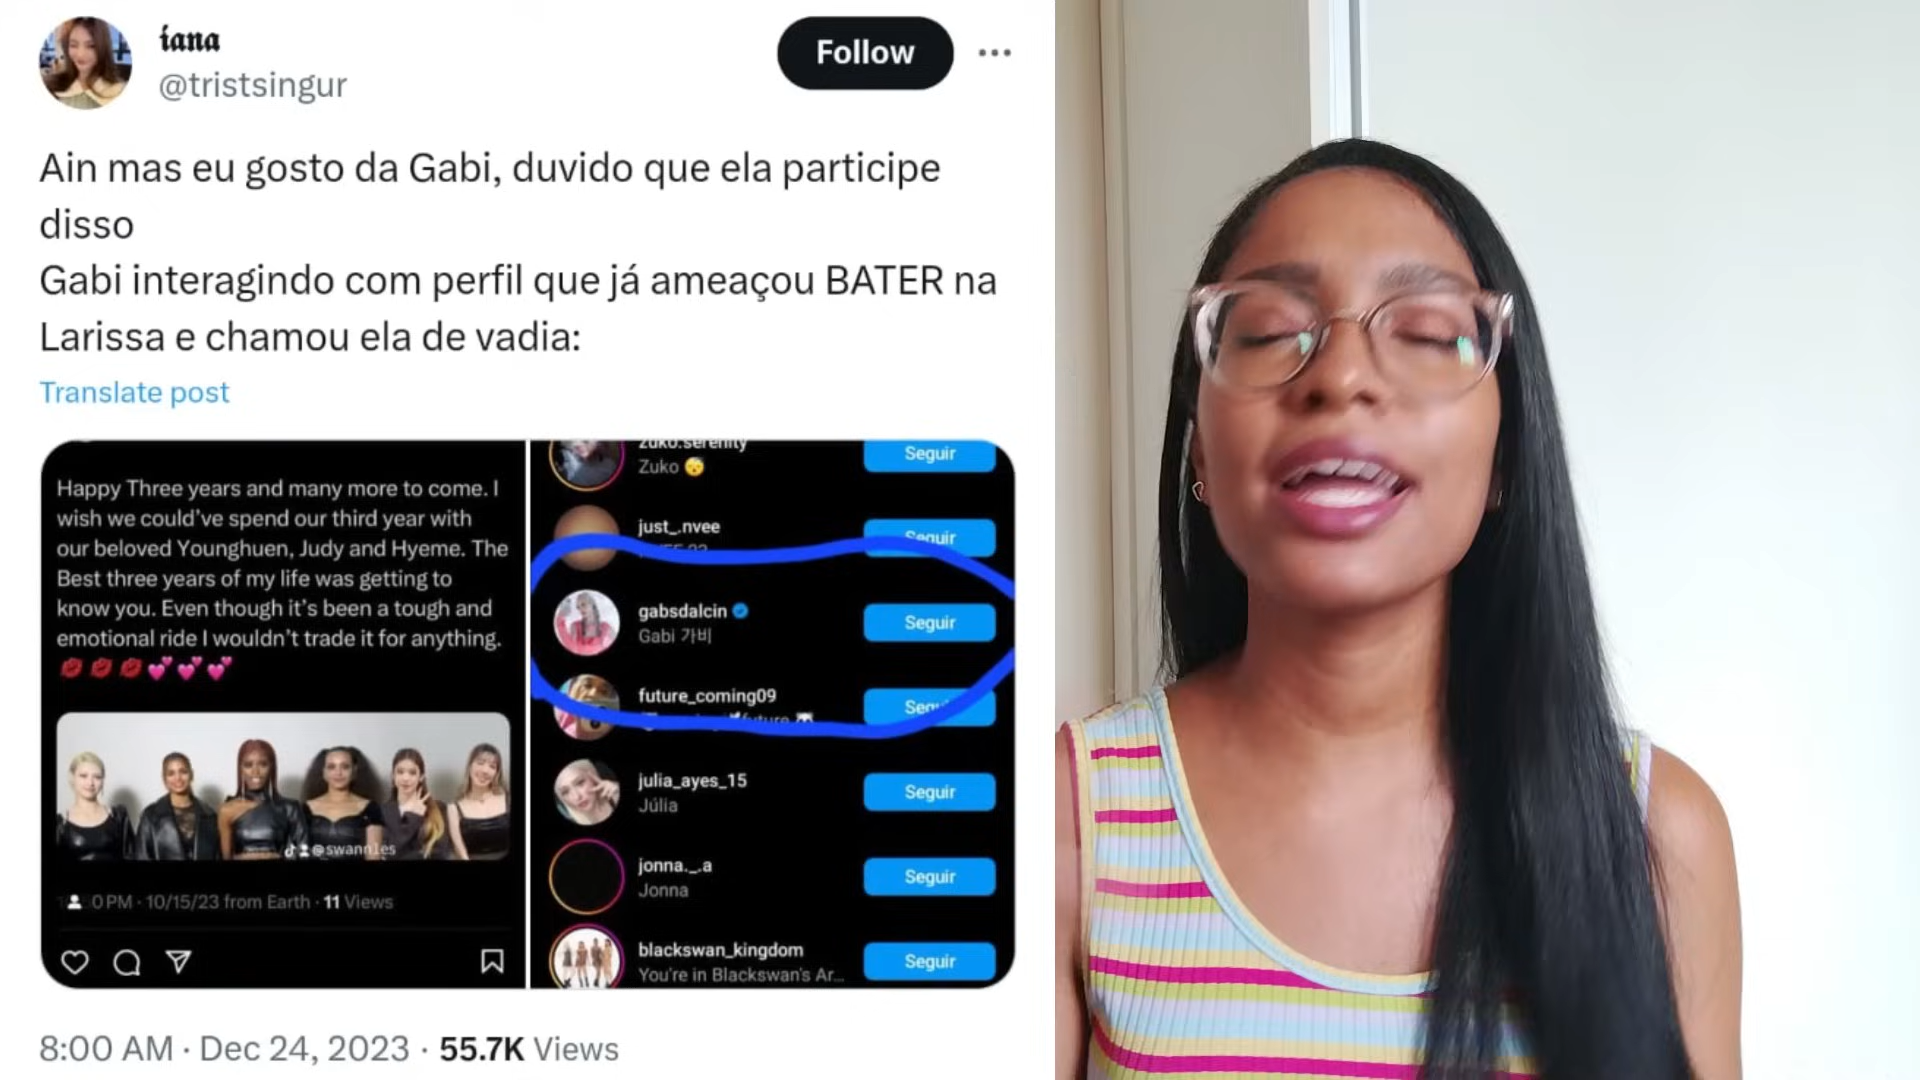 iana
@tristsingur
Follow
Ain mas eu gosto da Gabi, duvido que ela participe
disso
Gabi interagindo com perfil que já ameaçou BATER na
Larissa e chamou ela de vadia:
Translate post
Happy Three years and many more to come. I
wish we could've spend our third year with
our beloved Younghuen, Judy and Hyeme. The
Best three years of my life was getting to
know you. Even though it's been a tough and
emotional ride I wouldn't trade it for anything.
@swannies
0 PM · 10/15/23 from Earth · 11 Views
zuko.serenity
Zuko
Seguir
just_.nvee
Seguir
gabsdalcin
Gabi 가비
Seguir
future_coming09
future
Seguir
julia_ayes_15
Júlia
Seguir
jonna._.a
Jonna
Seguir
blackswan_kingdom
You're in Blackswan's Ar...
Seguir
8:00 AM · Dec 24, 2023 · 55.7K Views